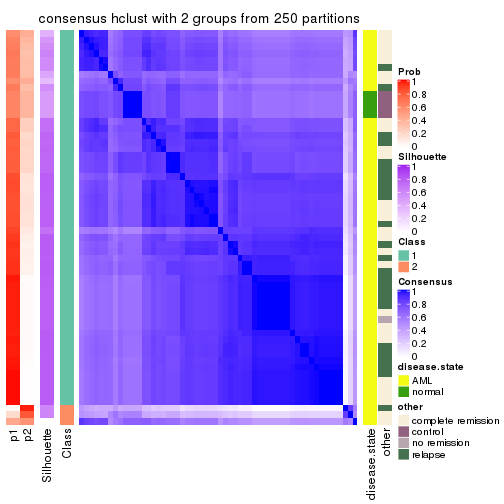 consensus hclust with 2 groups from 250 partitions
Prob
1
0.8
0.6
0.4
0.2
0
Silhouette
1
0.8
0.6
0.4
0.2
0
Class
1
2
Consensus
1
0.8
0.6
0.4
0.2
0
disease.state
AML
normal
other
complete remission
control
no remission
relapse
p1
p2
Silhouette
Class
disease.state
other